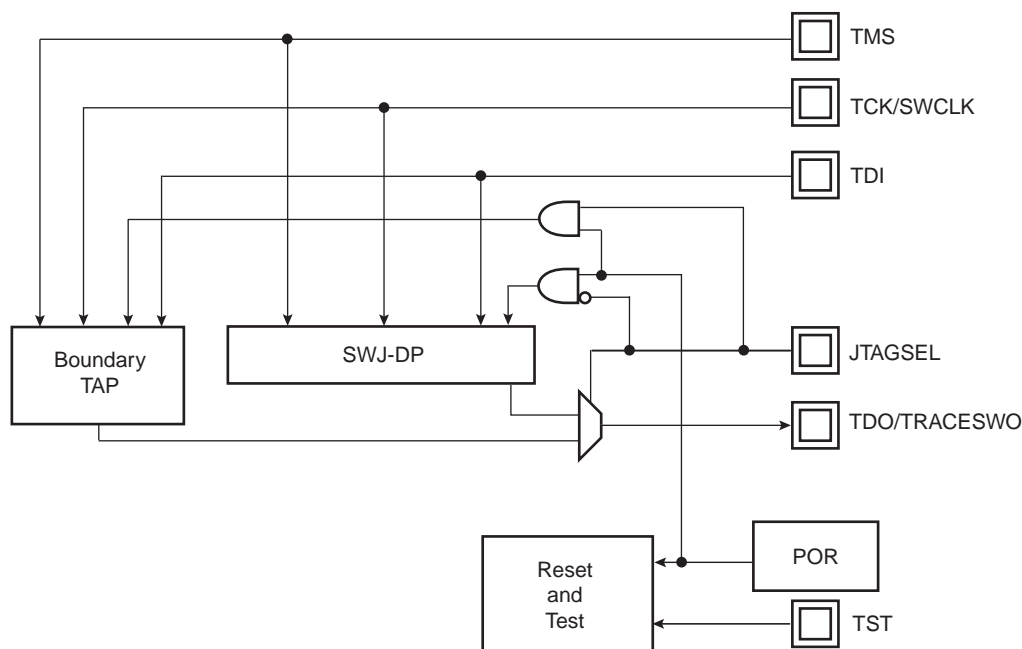 TMS
TCK/SWCLK
TDI
Boundary
TAP
SWJ-DP
JTAGSEL
TDO/TRACESWO
POR
Reset
and
Test
TST